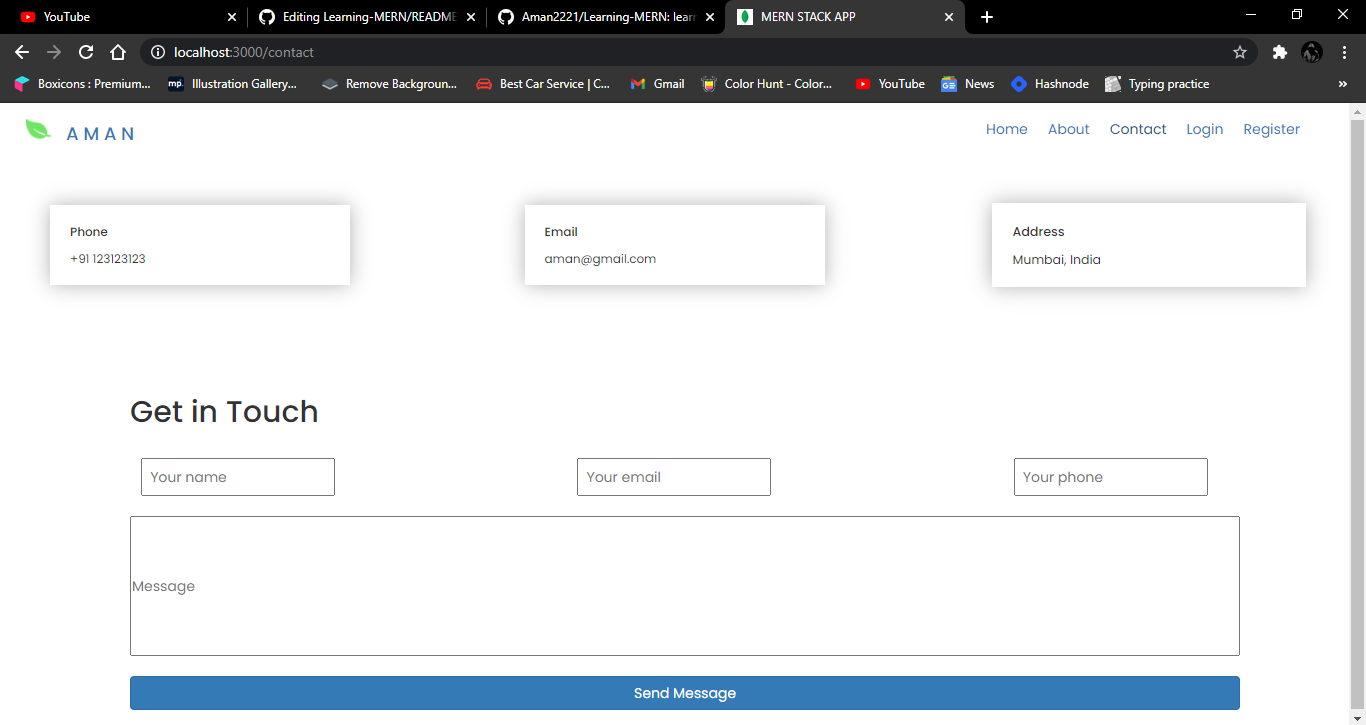 YouTube
Editing Learning-MERN/README
Aman2221/Learning-MERN: lear
MERN STACK APP
localhost:3000/contact
Boxicons : Premium...
mp
Illustration Gallery...
Remove Backgroun...
Best Car Service | C...
Gmail
Color Hunt - Color...
YouTube
GE
News
Hashnode
Typing practice
»
AMAN
Home About Contact Login Register
Phone
+91 123123123
Email
aman@gmail.com
Address
Mumbai, India
Get in Touch
Your name
Your email
Your phone
Message
Send Message